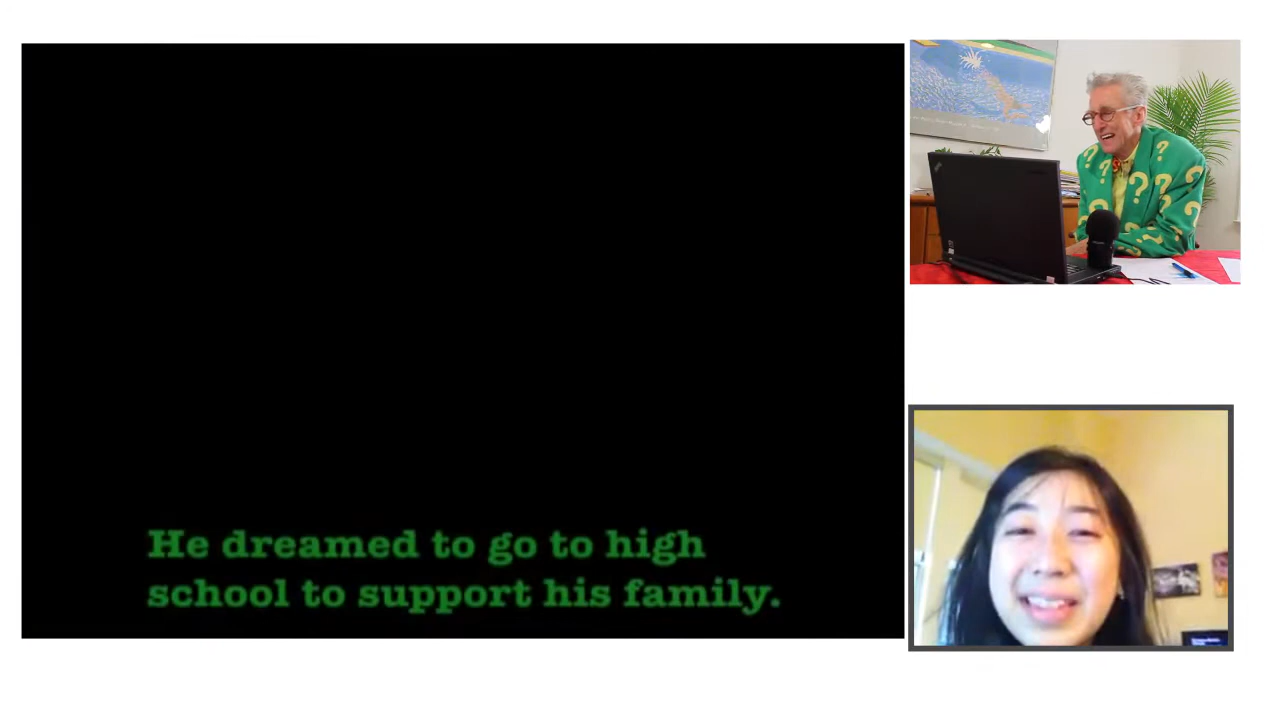 He dreamed to go to high
school to support his family.